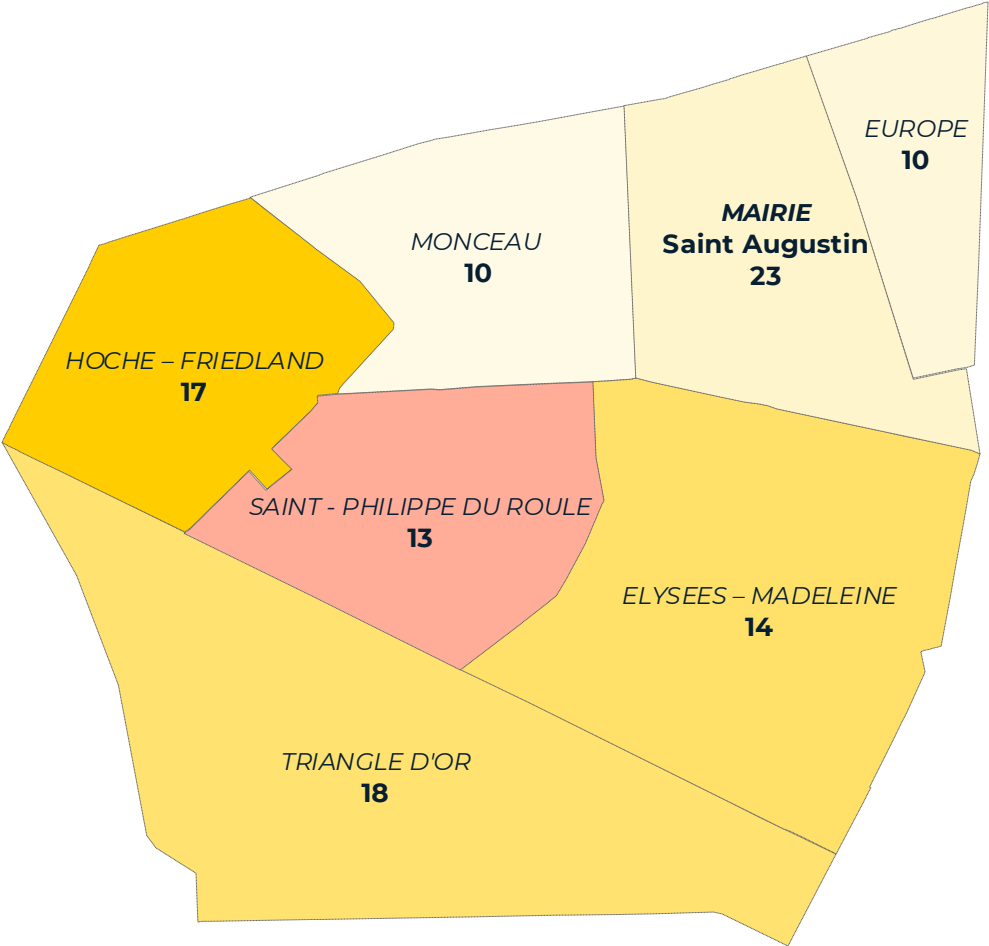 EUROPE
10
MAIRIE
Saint Augustin
23
MONCEAU
10
HOCHE – FRIEDLAND
17
SAINT - PHILIPPE DU ROULE
13
ELYSEES – MADELEINE
14
TRIANGLE D'OR
18